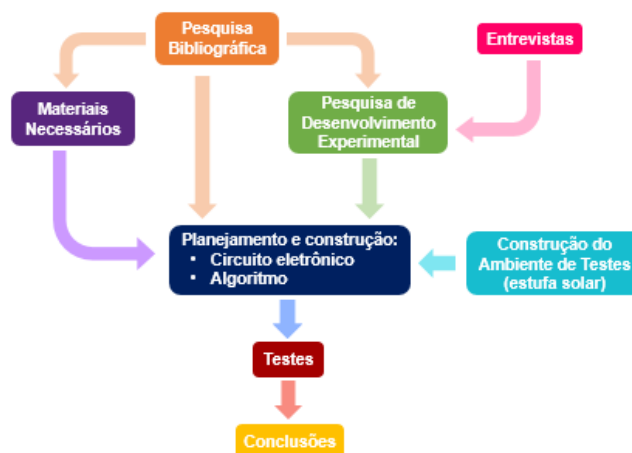 Pesquisa
Bibliográfica
Entrevistas
Materiais
Necessários
Pesquisa de
Desenvolvimento
Experimental
Planejamento e construção:
• Circuito eletrônico
• Algoritmo
Construção do
Ambiente de Testes
(estufa solar)
Testes
Conclusões